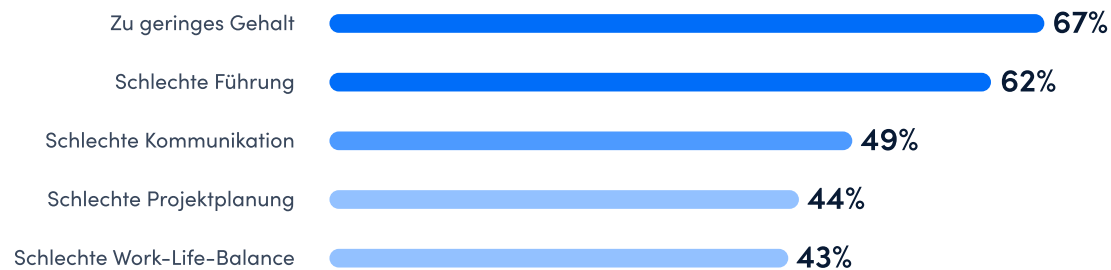 Zu geringes Gehalt 67%
Schlechte Führung 62%
Schlechte Kommunikation 49%
Schlechte Projektplanung 44%
Schlechte Work-Life-Balance 43%